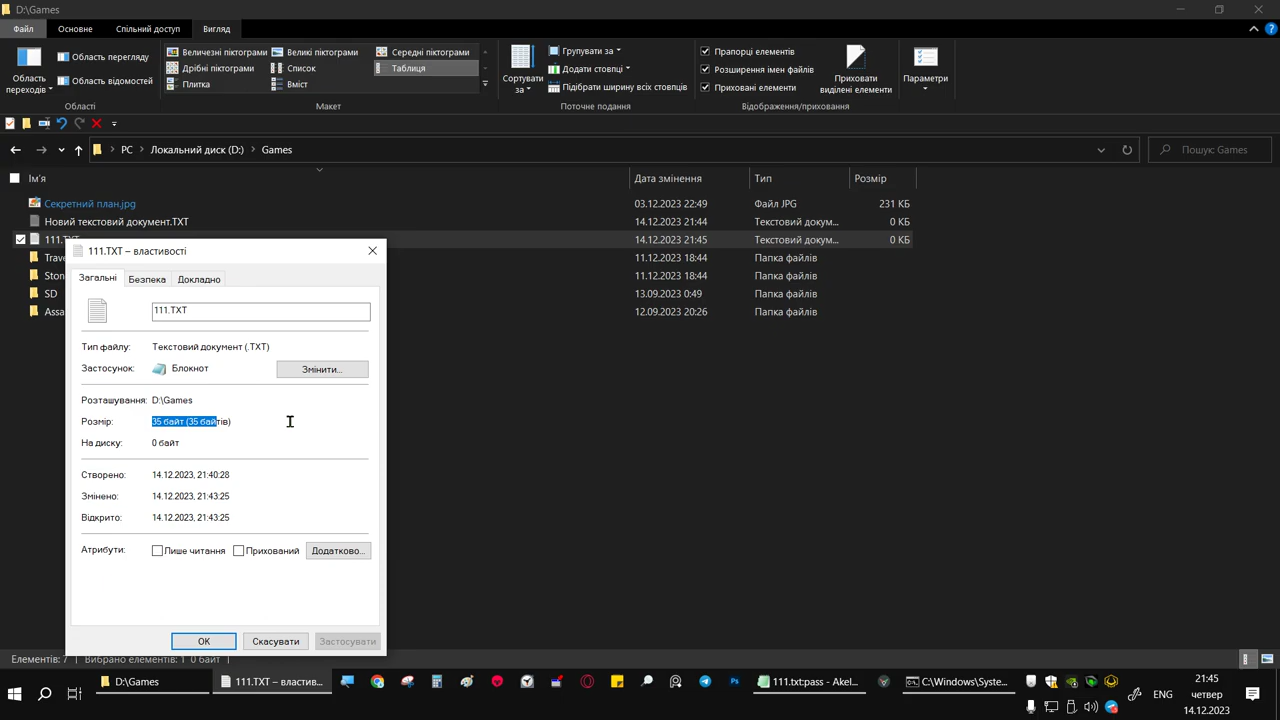 D:\Games
Файл Основне Спільний доступ Вигляд
Область переходів
Область перегляду
Область відомостей
Області
Величезні піктограми Великі піктограми Середні піктограми
Дрібні піктограми Список Таблиця
Плитка Вміст
Макет
Сортувати за
Групувати за
Додати стовпці
Підібрати ширину всіх стовпців
Поточне подання
Прапорці елементів
Розширення імен файлів
Приховані елементи
Приховати виділені елементи
Відображення/приховання
Параметри
PC Локальний диск (D:) Games
Пошук: Games
Ім'я Дата змінення Тип Розмір
Секретний план.jpg 03.12.2023 22:49 Файл JPG 231 КБ
Новий текстовий документ.TXT 14.12.2023 21:44 Текстовий докум... 0 КБ
111.TXT 14.12.2023 21:45 Текстовий докум... 0 КБ
Trave 11.12.2023 18:44 Папка файлів
Ston 11.12.2023 18:44 Папка файлів
SD 13.09.2023 0:49 Папка файлів
Assa 12.09.2023 20:26 Папка файлів
111.TXT – властивості
Загальні Безпека Докладно
111.TXT
Тип файлу: Текстовий документ (.TXT)
Застосунок: Блокнот Змінити...
Розташування: D:\Games
Розмір: 35 байт (35 байтів)
На диску: 0 байт
Створено: 14.12.2023, 21:40:28
Змінено: 14.12.2023, 21:43:25
Відкрито: 14.12.2023, 21:43:25
Атрибути: Лише читання Прихований Додатково...
OK Скасувати Застосувати
Елементів: 7 Вибрано елементів: 1 0 байт
D:\Games 111.TXT – властив... 111.txt:pass - Akel... C:\Windows\Syste... ENG
21:45
четвер
14.12.2023